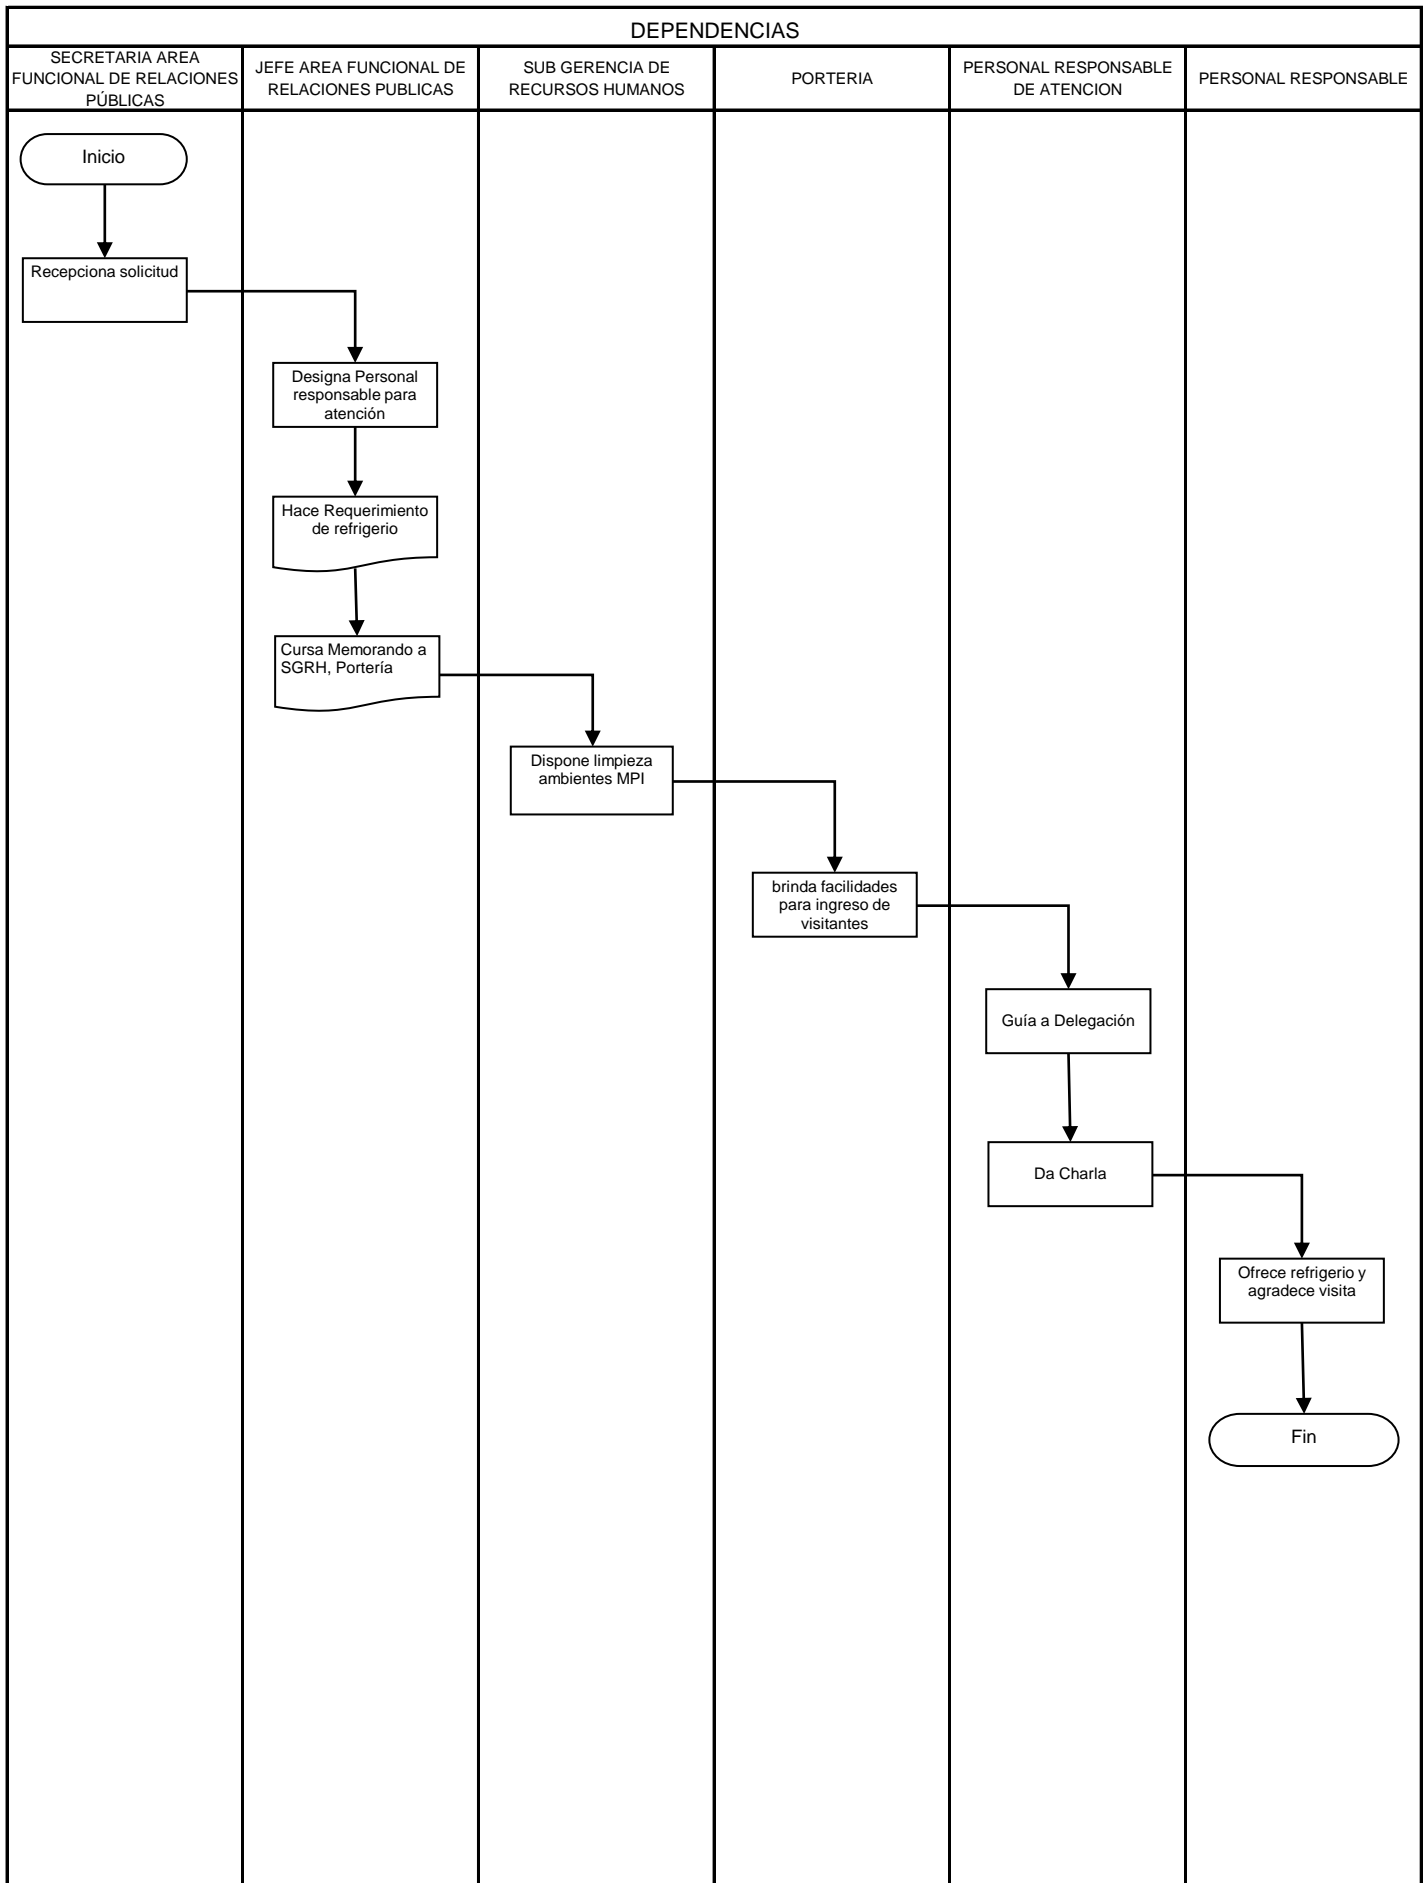 DEPENDENCIAS
SECRETARIA AREA
FUNCIONAL DE RELACIONES
PÚBLICAS
JEFE AREA FUNCIONAL DE
RELACIONES PUBLICAS
SUB GERENCIA DE
RECURSOS HUMANOS
PORTERIA
PERSONAL RESPONSABLE
DE ATENCION
PERSONAL RESPONSABLE
Inicio
Recepciona solicitud
Designa Personal
responsable para
atención
Hace Requerimiento
de refrigerio
Cursa Memorando a
SGRH, Portería
Dispone limpieza
ambientes MPI
brinda facilidades
para ingreso de
visitantes
Guía a Delegación
Da Charla
Ofrece refrigerio y
agradece visita
Fin